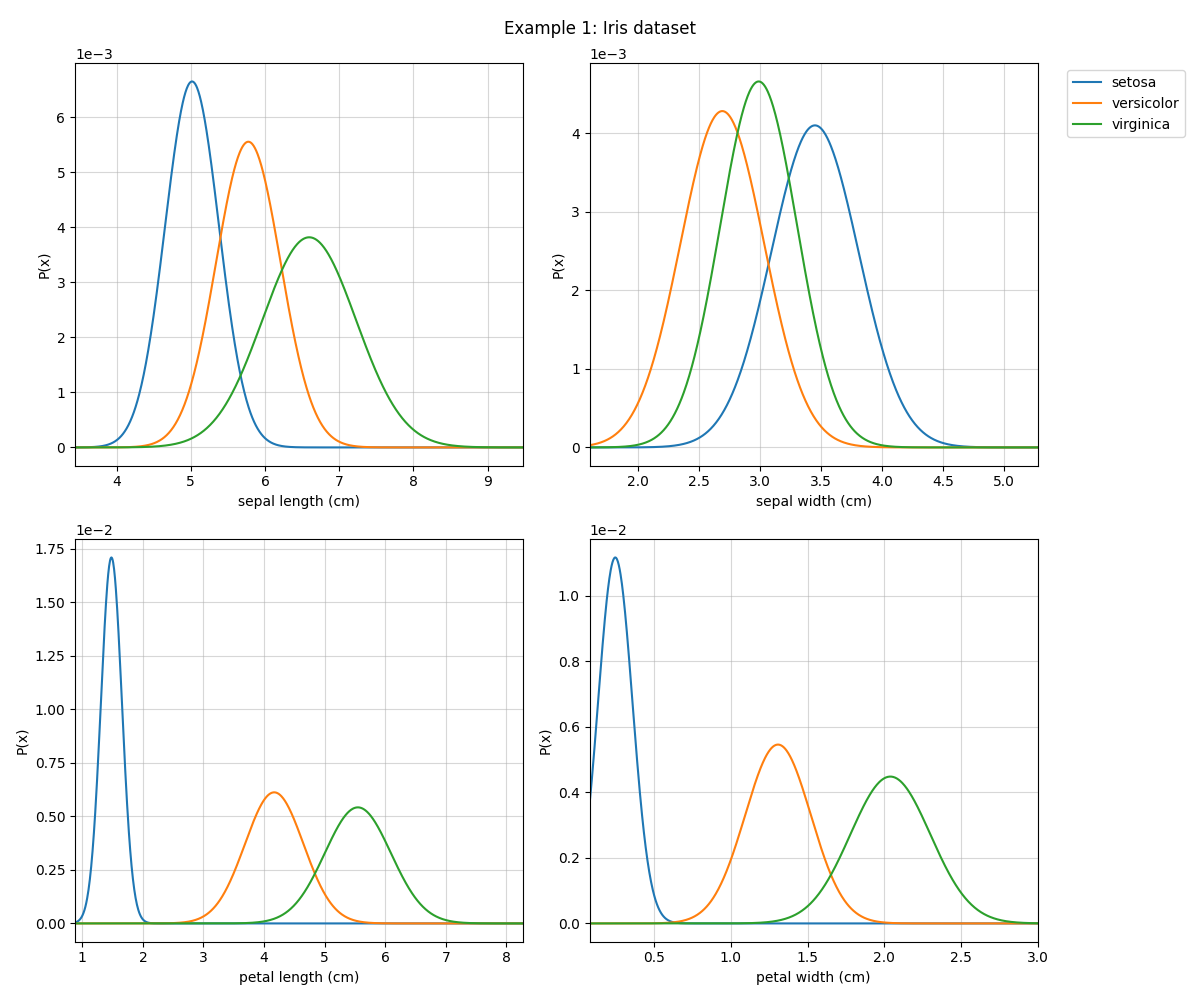 Example 1: Iris dataset
1e−3
6
5
4
3
2
1
0
P(x)
4 5 6 7 8 9
sepal length (cm)
1e−3
4
3
2
1
0
P(x)
2.0 2.5 3.0 3.5 4.0 4.5 5.0
sepal width (cm)
setosa
versicolor
virginica
1e−2
1.75
1.50
1.25
1.00
0.75
0.50
0.25
0.00
P(x)
1 2 3 4 5 6 7 8
petal length (cm)
1e−2
1.0
0.8
0.6
0.4
0.2
0.0
P(x)
0.5 1.0 1.5 2.0 2.5 3.0
petal width (cm)